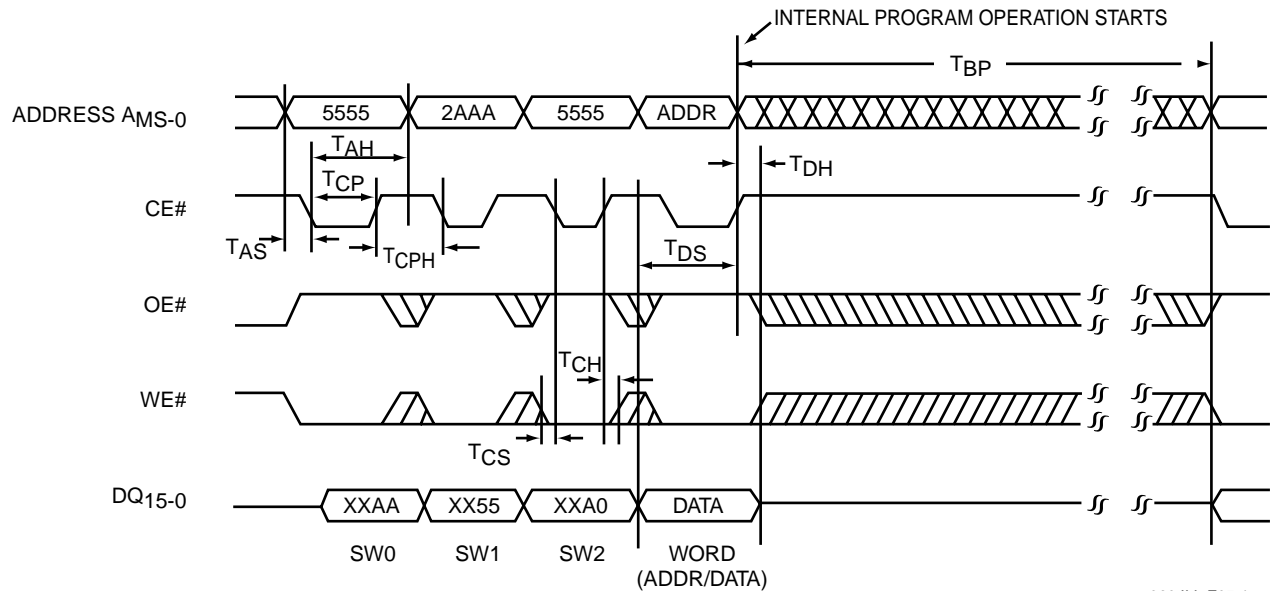 INTERNAL PROGRAM OPERATION STARTS
TBP
ADDRESS AMS-0
5555
2AAA
5555
ADDR
TAH
TDH
TCP
CE#
TAS
TCPH
TDS
OE#
TCH
WE#
TCS
DQ15-0
XXAA
XX55
XXA0
DATA
SW0
SW1
SW2
WORD
(ADDR/DATA)